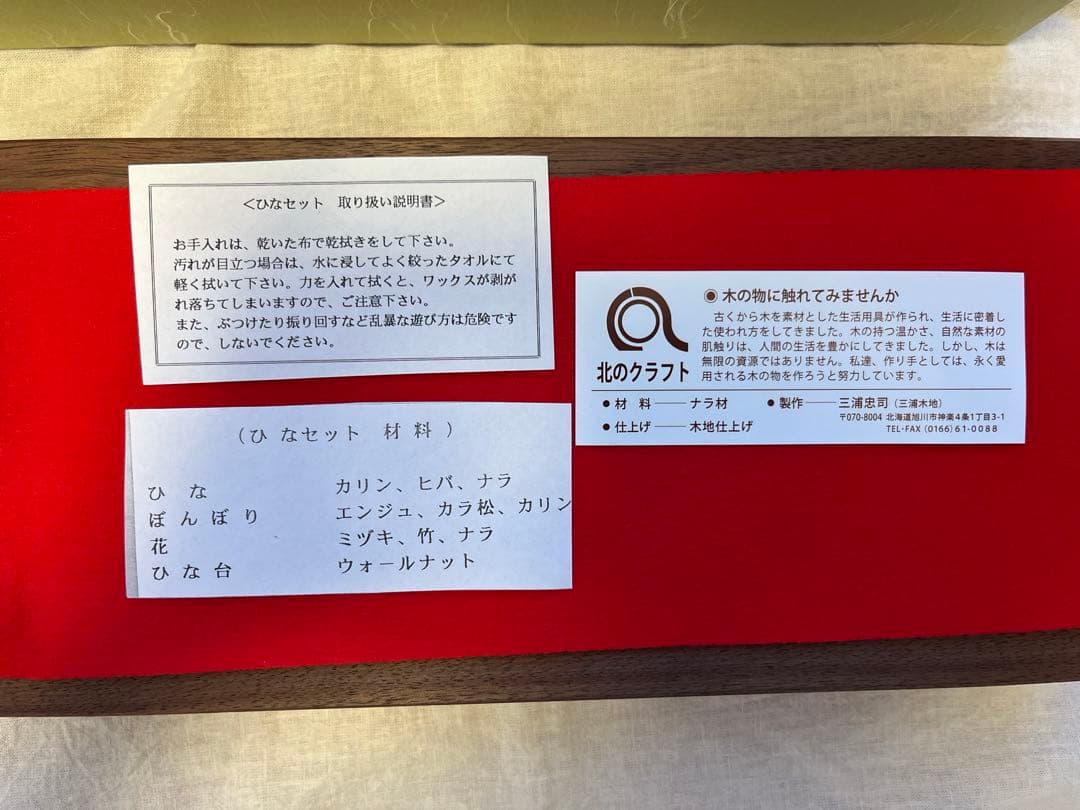 <ひなセット 取り扱い説明書>
お手入れは、乾いた布で乾拭きをして下さい。
汚れが目立つ場合は、水に浸してよく絞ったタオルにて
軽く拭いて下さい。力を入れて拭くと、ワックスが剥が
れ落ちてしまいますので、ご注意下さい。
また、ぶつけたり振り回すなど乱暴な遊び方は危険です
ので、しないでください。
(ひなセット 材料)
ひな カリン、ヒバ、ナラ
ぼんぼり エンジュ、カラ松、カリン
花 ミヅキ、竹、ナラ
ひな台 ウォールナット
北のクラフト
◉ 木の物に触れてみませんか
古くから木を素材とした生活用具が作られ、生活に密着し
た使われ方をしてきました。木の持つ温かさ、自然な素材の
肌触りは、人間の生活を豊かにしてきました。しかし、木は
無限の資源ではありません。私達、作り手としては、永く愛
用される木の物を作ろうと努力しています。
● 材 料 ── ナラ材
● 仕上げ ── 木地仕上げ
● 製作 ── 三浦忠司(三浦木地)
〒070-8004 北海道旭川市神楽4条1丁目3-1
TEL・FAX (0166) 61-0088